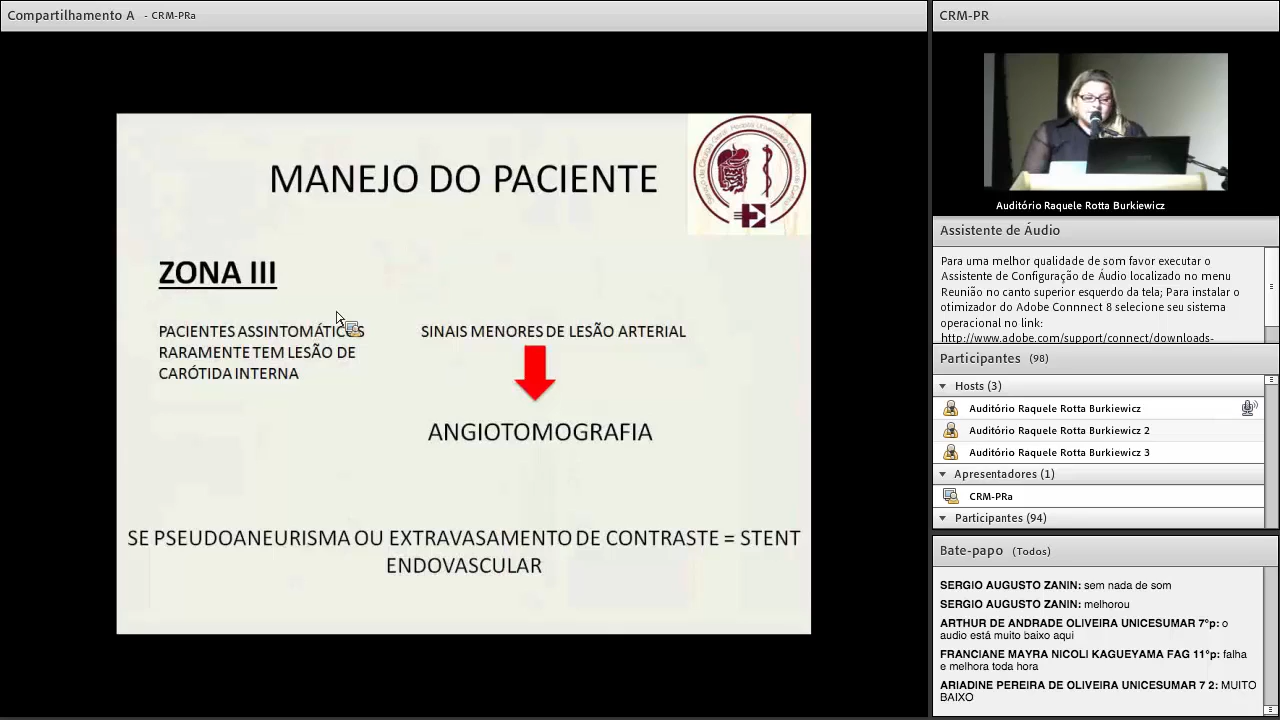 Compartilhamento A - CRM-PRa
MANEJO DO PACIENTE
ZONA III
PACIENTES ASSINTOMÁTICOS
RARAMENTE TEM LESÃO DE
CARÓTIDA INTERNA
SINAIS MENORES DE LESÃO ARTERIAL
ANGIOTOMOGRAFIA
SE PSEUDOANEURISMA OU EXTRAVASAMENTO DE CONTRASTE = STENT
ENDOVASCULAR
CRM-PR
Auditório Raquele Rotta Burkiewicz
Assistente de Áudio
Para uma melhor qualidade de som favor executar o
Assistente de Configuração de Áudio localizado no menu
Reunião no canto superior esquerdo da tela; Para instalar o
otimizador do Adobe Connnect 8 selecione seu sistema
operacional no link:
http://www.adobe.com/support/connect/downloads-
Participantes (98)
Hosts (3)
Auditório Raquele Rotta Burkiewicz
Auditório Raquele Rotta Burkiewicz 2
Auditório Raquele Rotta Burkiewicz 3
Apresentadores (1)
CRM-PRa
Participantes (94)
Bate-papo (Todos)
SERGIO AUGUSTO ZANIN: sem nada de som
SERGIO AUGUSTO ZANIN: melhorou
ARTHUR DE ANDRADE OLIVEIRA UNICESUMAR 7°p: o
audio está muito baixo aqui
FRANCIANE MAYRA NICOLI KAGUEYAMA FAG 11°p: falha
e melhora toda hora
ARIADINE PEREIRA DE OLIVEIRA UNICESUMAR 7 2: MUITO
BAIXO